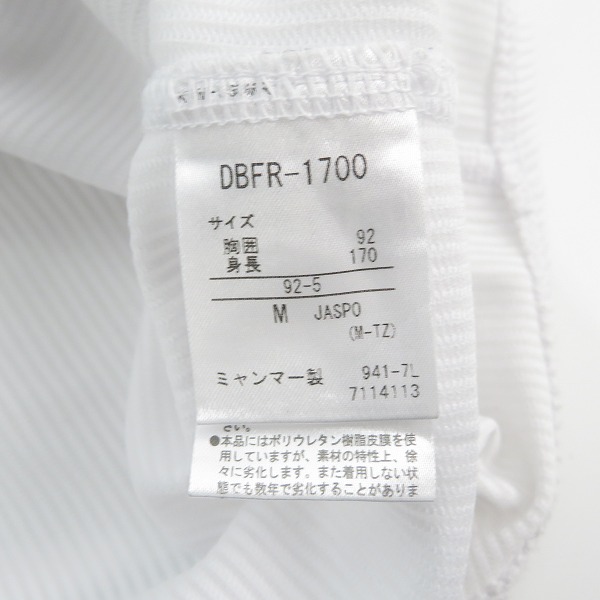 DBFR-1700
サイズ
胸囲 92
身長 170
92-5
M JASPO
(M-TZ)
ミャンマー製 941-7L
7114113
さい。
●本品にはポリウレタン樹脂皮膜を使
用していますが、素材の特性上、徐
々に劣化します。また着用しない状
態でも数年で劣化することがありま